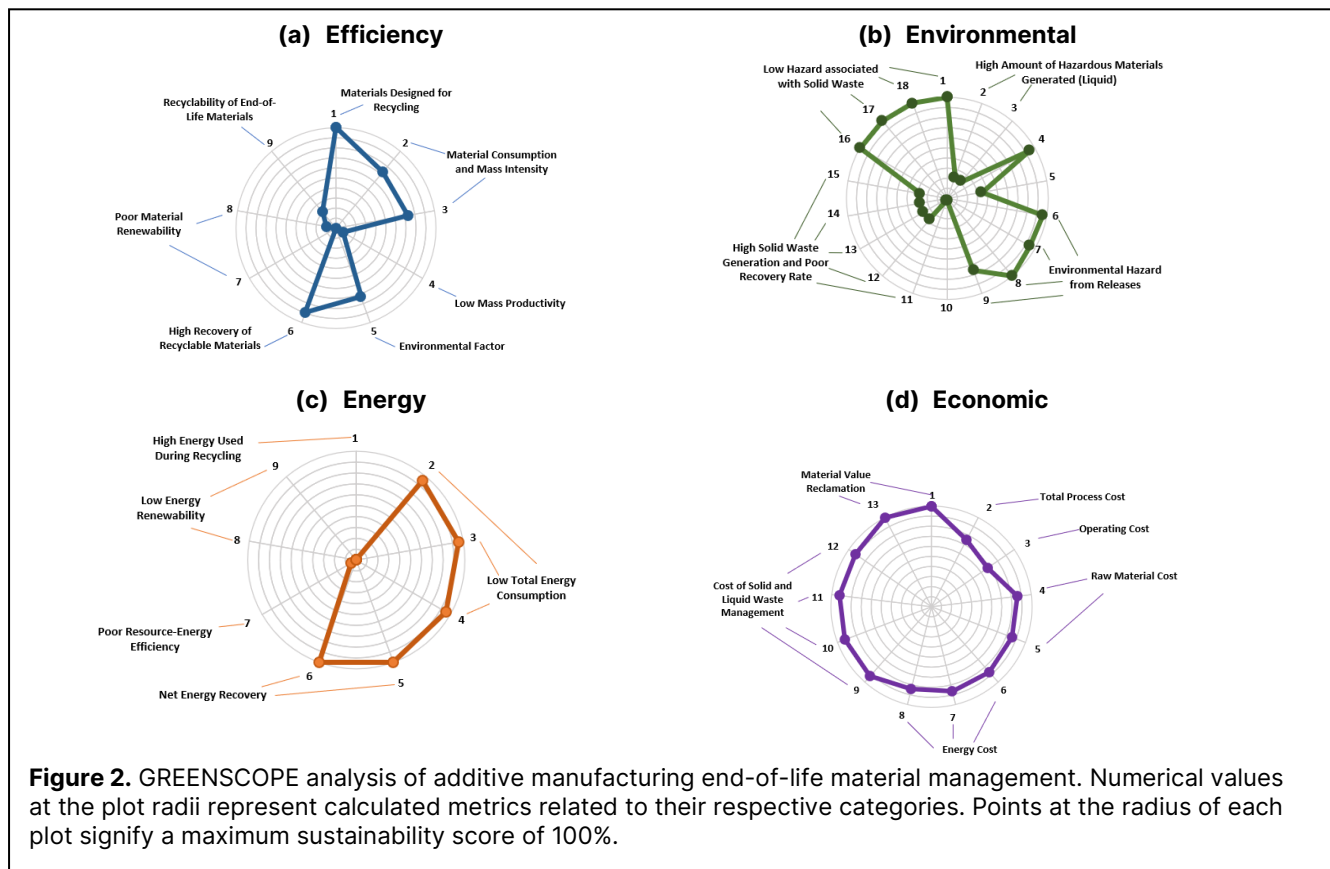 (a) Efficiency
Recyclability of End-of-
Life Materials
Materials Designed for
Recycling
Material Consumption
and Mass Intensity
Poor Material
Renewability
Low Mass Productivity
High Recovery of
Recyclable Materials
Environmental Factor
1
2
3
4
5
6
7
8
9
(b) Environmental
Low Hazard associated
with Solid Waste
High Amount of Hazardous Materials
Generated (Liquid)
High Solid Waste
Generation and Poor
Recovery Rate
Environmental Hazard
from Releases
1
2
3
4
5
6
7
8
9
10
11
12
13
14
15
16
17
18
(c) Energy
High Energy Used
During Recycling
Low Energy
Renewability
Low Total Energy
Consumption
Poor Resource-Energy
Efficiency
Net Energy Recovery
1
2
3
4
5
6
7
8
9
(d) Economic
Material Value
Reclamation
Total Process Cost
Operating Cost
Raw Material Cost
Cost of Solid and
Liquid Waste
Management
Energy Cost
1
2
3
4
5
6
7
8
9
10
11
12
13
Figure 2. GREENSCOPE analysis of additive manufacturing end-of-life material management. Numerical values
at the plot radii represent calculated metrics related to their respective categories. Points at the radius of each
plot signify a maximum sustainability score of 100%.